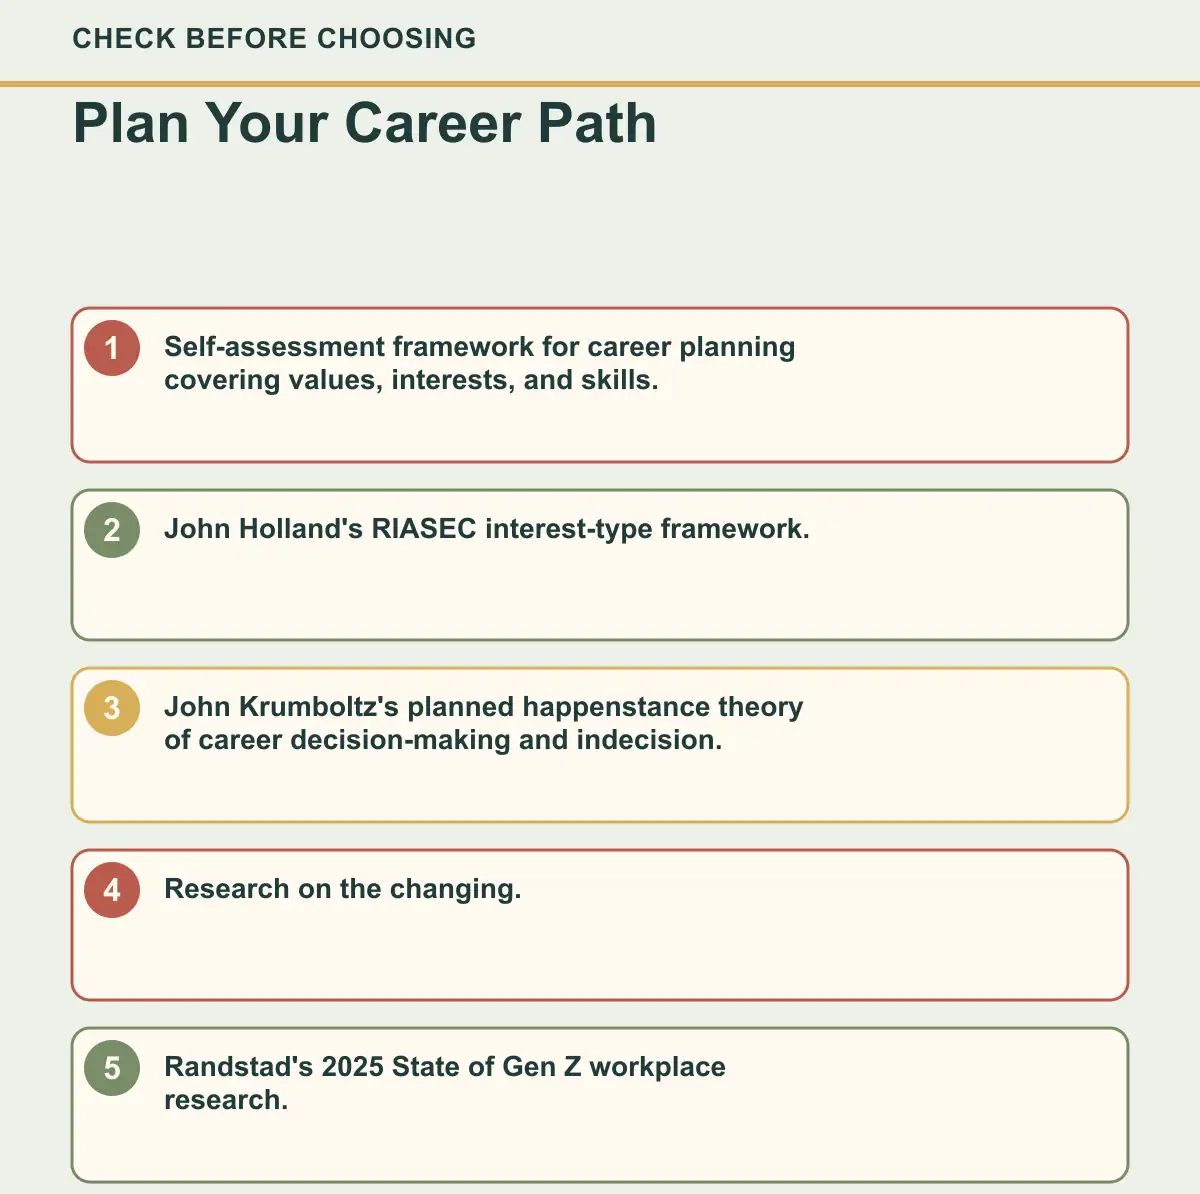 CHECK BEFORE CHOOSING
Plan Your Career Path
1
Self-assessment framework for career planning
covering values, interests, and skills.
2
John Holland's RIASEC interest-type framework.
3
John Krumboltz's planned happenstance theory
of career decision-making and indecision.
4
Research on the changing.
5
Randstad's 2025 State of Gen Z workplace
research.